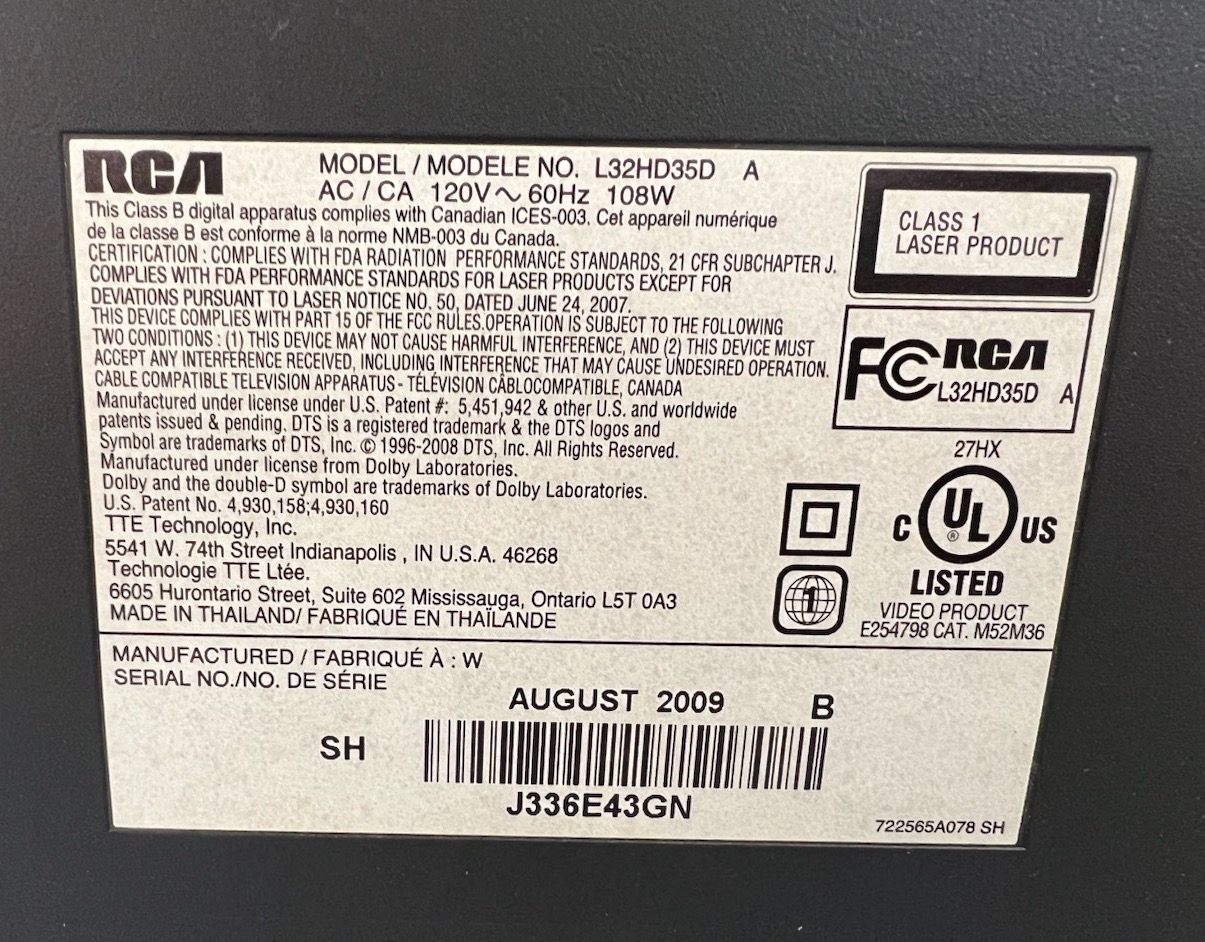 RCA
MODEL / MODELE NO. L32HD35D A
AC / CA 120V∿ 60Hz 108W
This Class B digital apparatus complies with Canadian ICES-003. Cet appareil numérique
de la classe B est conforme à la norme NMB-003 du Canada.
CERTIFICATION : COMPLIES WITH FDA RADIATION PERFORMANCE STANDARDS, 21 CFR SUBCHAPTER J.
COMPLIES WITH FDA PERFORMANCE STANDARDS FOR LASER PRODUCTS EXCEPT FOR
DEVIATIONS PURSUANT TO LASER NOTICE NO. 50, DATED JUNE 24, 2007.
THIS DEVICE COMPLIES WITH PART 15 OF THE FCC RULES.OPERATION IS SUBJECT TO THE FOLLOWING
TWO CONDITIONS : (1) THIS DEVICE MAY NOT CAUSE HARMFUL INTERFERENCE, AND (2) THIS DEVICE MUST
ACCEPT ANY INTERFERENCE RECEIVED, INCLUDING INTERFERENCE THAT MAY CAUSE UNDESIRED OPERATION.
CABLE COMPATIBLE TELEVISION APPARATUS - TÉLÉVISION CÂBLOCOMPATIBLE, CANADA
Manufactured under license under U.S. Patent #: 5,451,942 & other U.S. and worldwide
patents issued & pending. DTS is a registered trademark & the DTS logos and
Symbol are trademarks of DTS, Inc. © 1996-2008 DTS, Inc. All Rights Reserved.
Manufactured under license from Dolby Laboratories.
Dolby and the double-D symbol are trademarks of Dolby Laboratories.
U.S. Patent No. 4,930,158;4,930,160
TTE Technology, Inc.
5541 W. 74th Street Indianapolis , IN U.S.A. 46268
Technologie TTE Ltée.
6605 Hurontario Street, Suite 602 Mississauga, Ontario L5T 0A3
MADE IN THAILAND/ FABRIQUÉ EN THAÏLANDE
CLASS 1
LASER PRODUCT
FC RCA
L32HD35D A
27HX
C UL ® US
LISTED
1
VIDEO PRODUCT
E254798 CAT. M52M36
MANUFACTURED / FABRIQUÉ À : W
SERIAL NO./NO. DE SÉRIE
AUGUST 2009 B
SH
J336E43GN
722565A078 SH